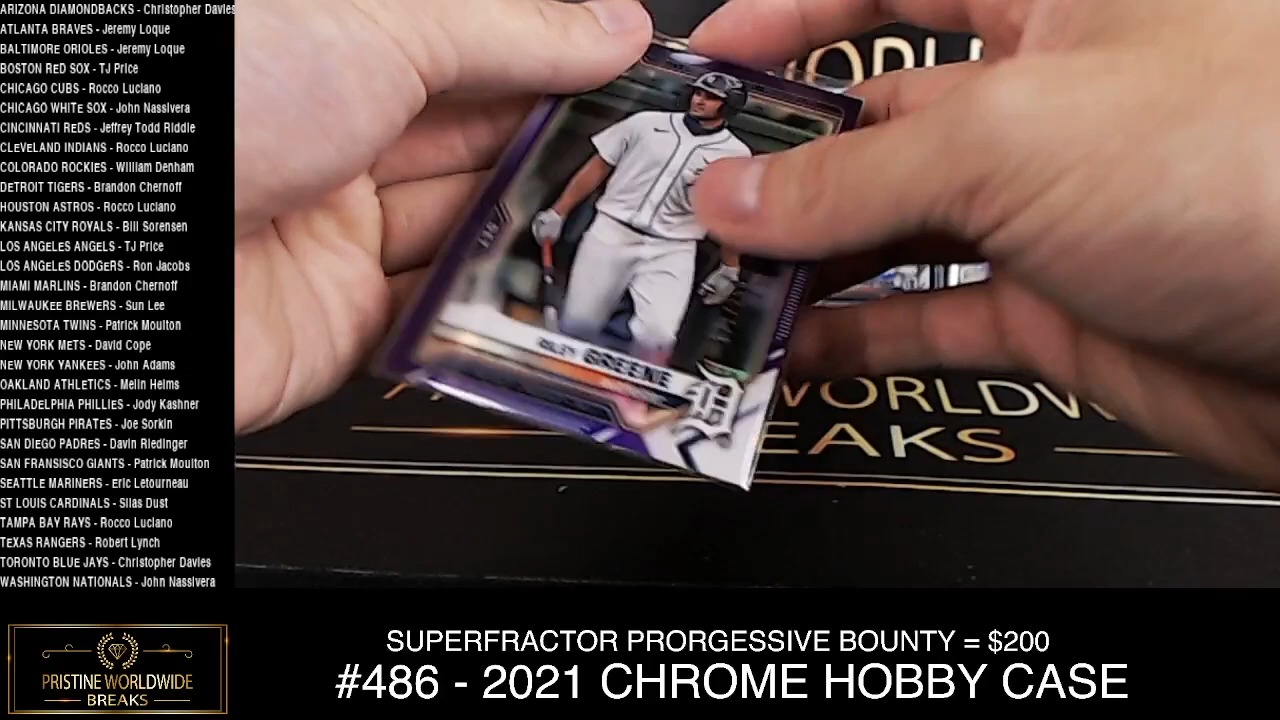 ARIZONA DIAMONDBACKS - Christopher Davies
ATLANTA BRAVES - Jeremy Loque
BALTIMORE ORIOLES - Jeremy Loque
BOSTON RED SOX - TJ Price
CHICAGO CUBS - Rocco Luciano
CHICAGO WHITE SOX - John Nassivera
CINCINNATI REDS - Jeffrey Todd Riddle
CLEVELAND INDIANS - Rocco Luciano
COLORADO ROCKIES - William Denham
DETROIT TIGERS - Brandon Chernoff
HOUSTON ASTROS - Rocco Luciano
KANSAS CITY ROYALS - Bill Sorensen
LOS ANGELES ANGELS - TJ Price
LOS ANGELES DODGERS - Ron Jacobs
MIAMI MARLINS - Brandon Chernoff
MILWAUKEE BREWERS - Sun Lee
MINNESOTA TWINS - Patrick Moulton
NEW YORK METS - David Cope
NEW YORK YANKEES - John Adams
OAKLAND ATHLETICS - Melin Helms
PHILADELPHIA PHILLIES - Jody Kashner
PITTSBURGH PIRATES - Joe Sorkin
SAN DIEGO PADRES - Davin Riedinger
SAN FRANSISCO GIANTS - Patrick Moulton
SEATTLE MARINERS - Eric Letourneau
ST LOUIS CARDINALS - Silas Dust
TAMPA BAY RAYS - Rocco Luciano
TEXAS RANGERS - Robert Lynch
TORONTO BLUE JAYS - Christopher Davies
WASHINGTON NATIONALS - John Nassivera
RILEY GREENE
WORLDW
EAKS
PRISTINE WORLDWIDE
BREAKS
SUPERFRACTOR PRORGESSIVE BOUNTY = $200
#486 - 2021 CHROME HOBBY CASE